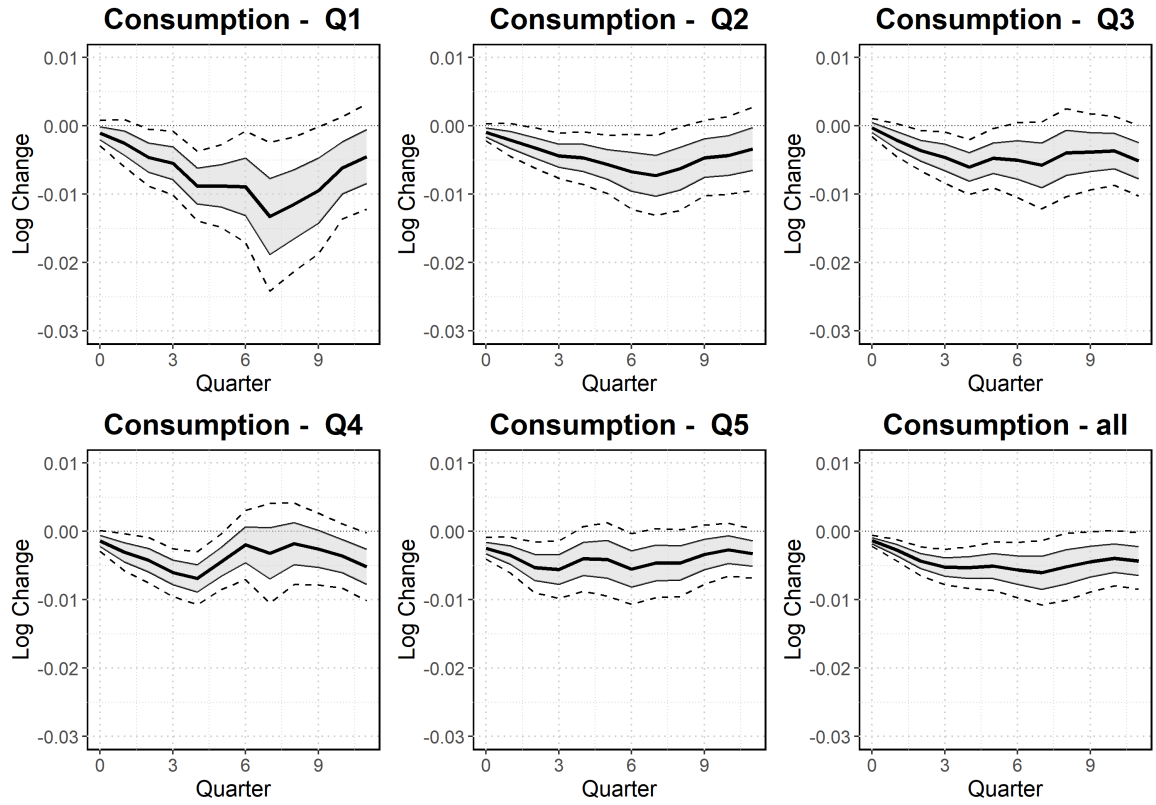 Consumption -  Q1
0.01
0.00
-0.01
-0.02
-0.03
Log Change
0 3 6 9
Quarter
Consumption -  Q2
0.01
0.00
-0.01
-0.02
-0.03
Log Change
0 3 6 9
Quarter
Consumption -  Q3
0.01
0.00
-0.01
-0.02
-0.03
Log Change
0 3 6 9
Quarter
Consumption -  Q4
0.01
0.00
-0.01
-0.02
-0.03
Log Change
0 3 6 9
Quarter
Consumption -  Q5
0.01
0.00
-0.01
-0.02
-0.03
Log Change
0 3 6 9
Quarter
Consumption - all
0.01
0.00
-0.01
-0.02
-0.03
Log Change
0 3 6 9
Quarter